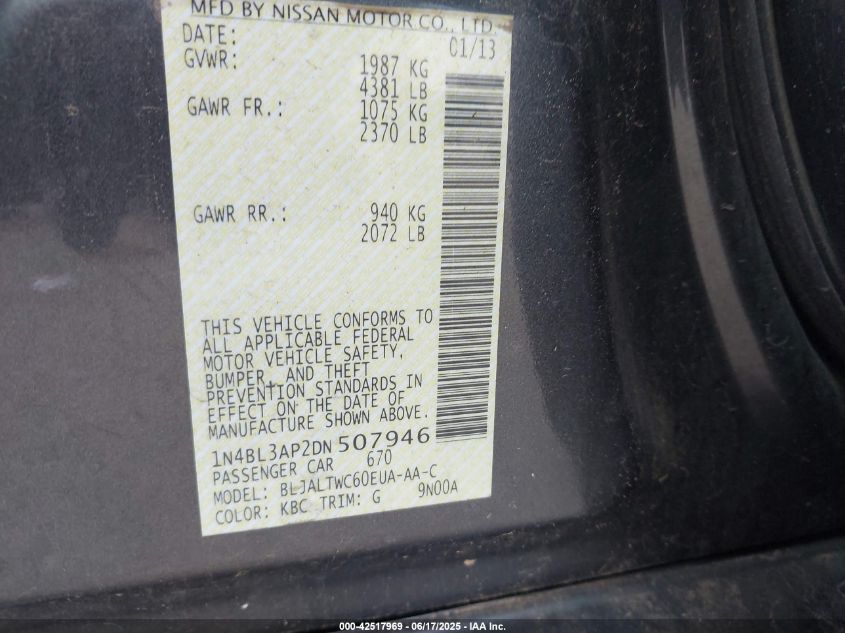 MFD BY NISSAN MOTOR CO., LTD.
DATE: 01/13
GVWR: 1987 KG
4381 LB
GAWR FR.: 1075 KG
2370 LB
GAWR RR.: 940 KG
2072 LB
THIS VEHICLE CONFORMS TO
ALL APPLICABLE FEDERAL
MOTOR VEHICLE SAFETY,
BUMPER, AND THEFT
PREVENTION STANDARDS IN
EFFECT ON THE DATE OF
MANUFACTURE SHOWN ABOVE.
1N4BL3AP2DN507946
PASSENGER CAR 670
MODEL: BLJALTWC60EUA-AA-C
COLOR: KBC TRIM: G 9N00A
000-42517969 - 06/17/2025 - IAA Inc.